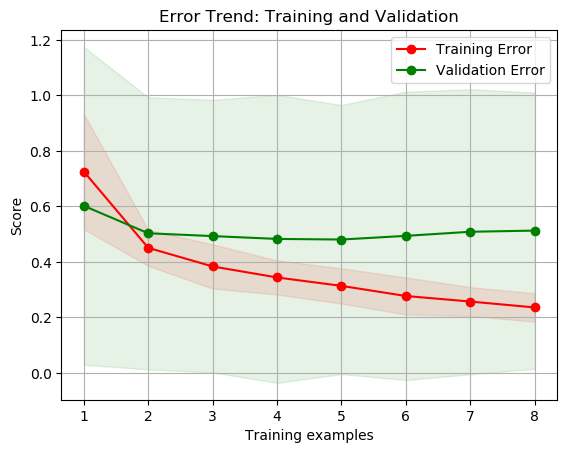 Error Trend: Training and Validation
1.2
1.0
0.8
0.6
0.4
0.2
0.0
Score
Training Error
Validation Error
1 2 3 4 5 6 7 8
Training examples